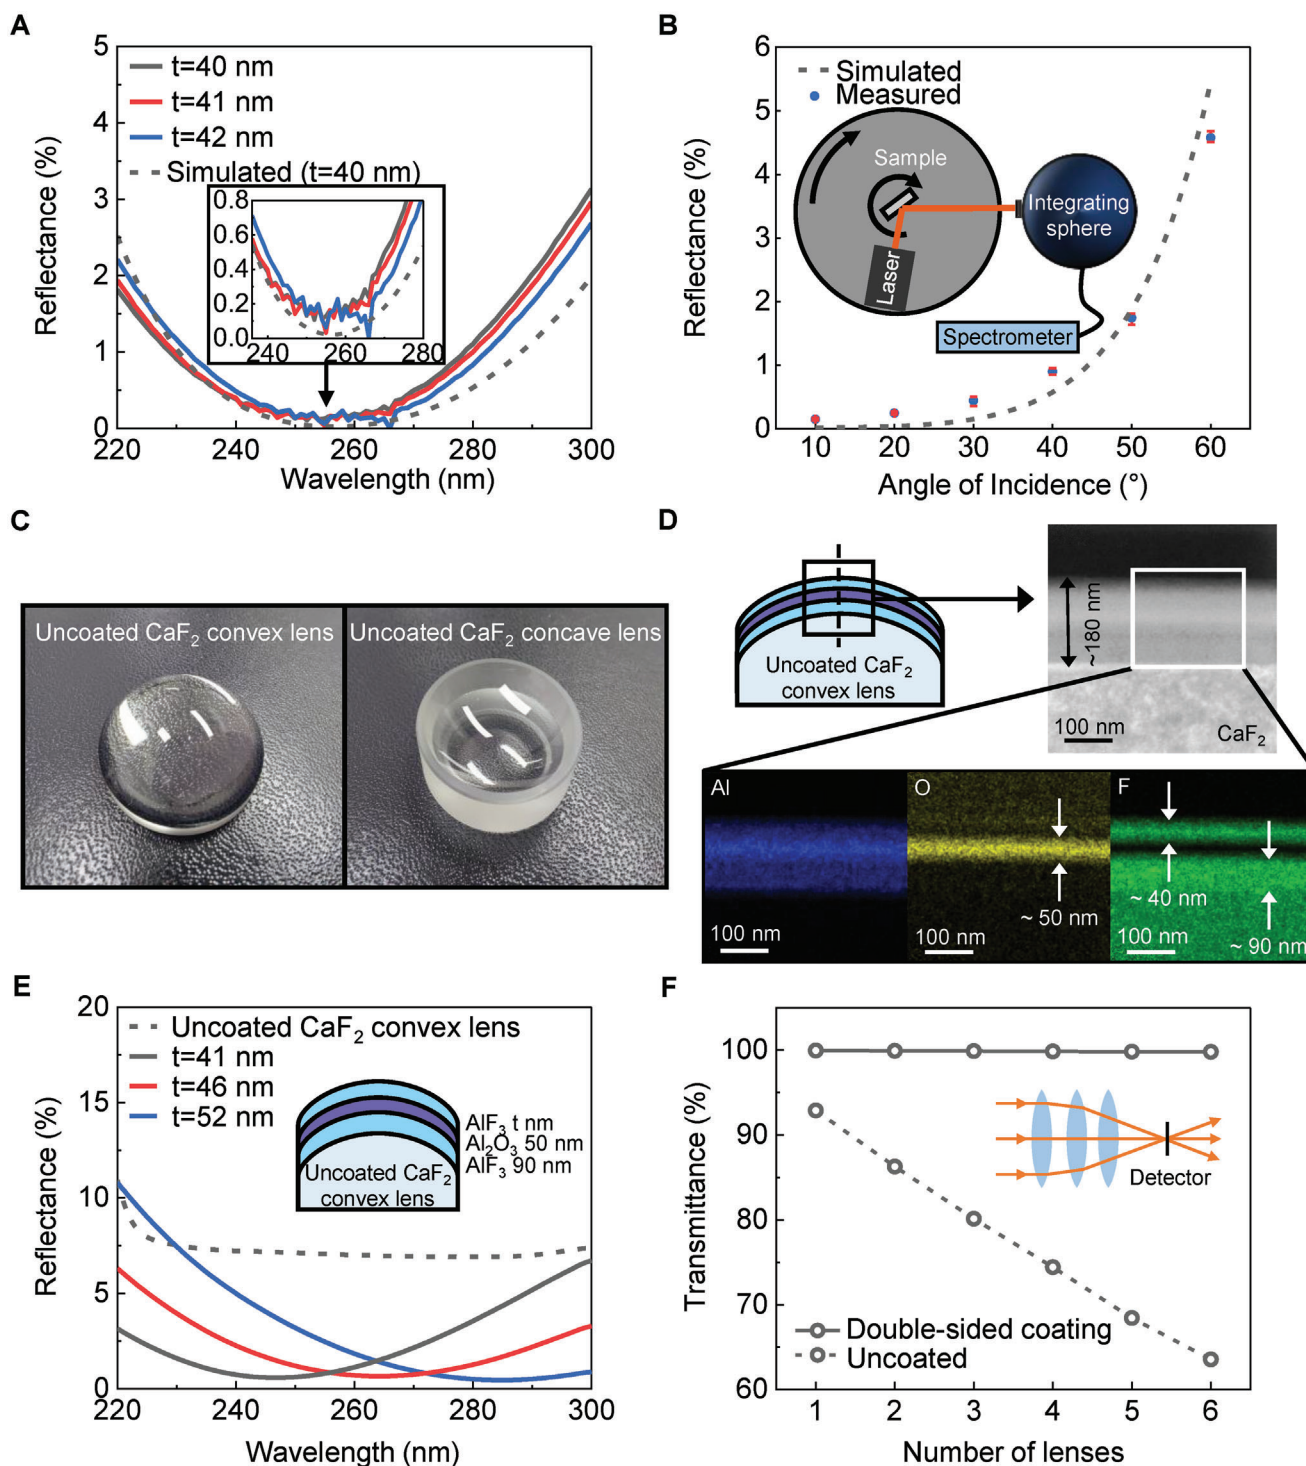 A
5
4
3
2
1
0
Reflectance (%)
t=40 nm
t=41 nm
t=42 nm
Simulated (t=40 nm)
0.8
0.6
0.4
0.2
0.0
240
260
280
220
240
260
280
300
Wavelength (nm)
B
6
5
4
3
2
1
0
Reflectance (%)
Simulated
Measured
Sample
Laser
Integrating
sphere
Spectrometer
10
20
30
40
50
60
Angle of Incidence (°)
C
Uncoated CaF₂ convex lens
Uncoated CaF₂ concave lens
D
Uncoated CaF₂
convex lens
~180 nm
100 nm
CaF₂
Al
100 nm
O
~ 50 nm
100 nm
F
~ 40 nm
100 nm
~ 90 nm
E
20
15
10
5
0
Reflectance (%)
Uncoated CaF₂ convex lens
t=41 nm
t=46 nm
t=52 nm
AlF₃ t nm
Al₂O₃ 50 nm
AlF₃ 90 nm
Uncoated CaF₂
convex lens
220
240
260
280
300
Wavelength (nm)
F
100
90
80
70
60
Transmittance (%)
Detector
Double-sided coating
Uncoated
1
2
3
4
5
6
Number of lenses